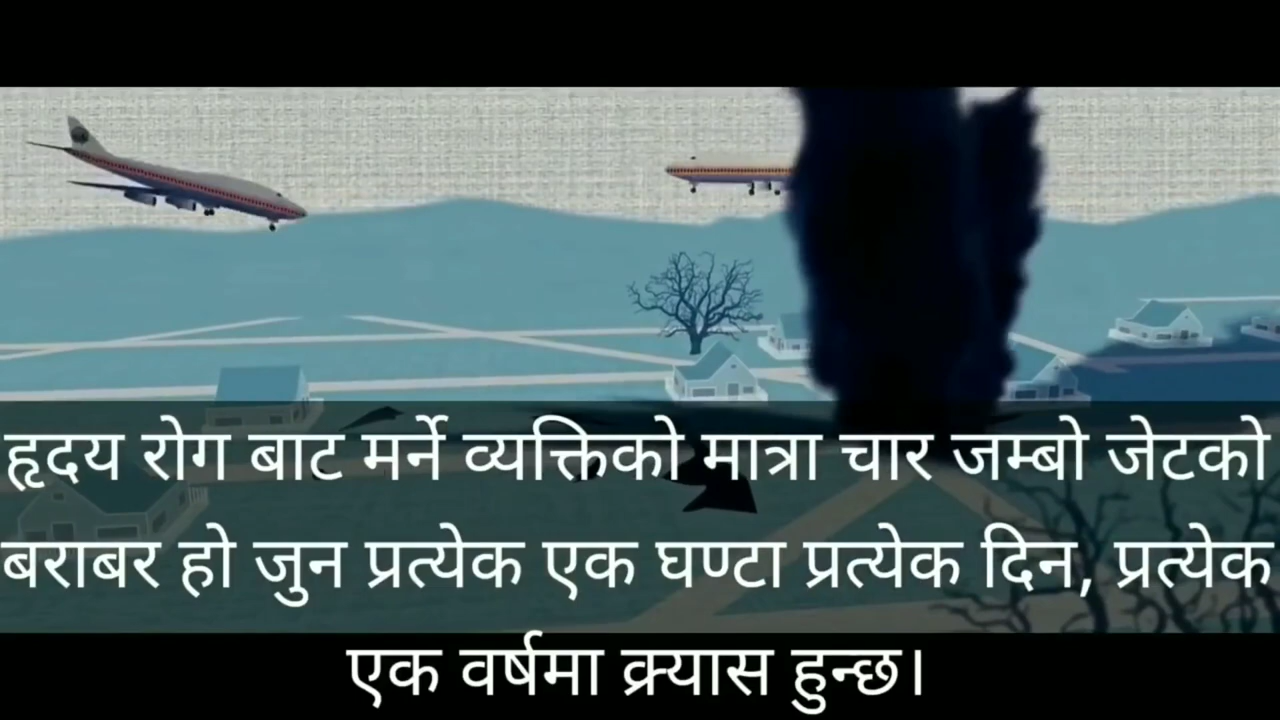 हृदय रोग बाट मर्ने व्यक्तिको मात्रा चार जम्बो जेटको
बराबर हो जुन प्रत्येक एक घण्टा प्रत्येक दिन, प्रत्येक
एक वर्षमा क्र्यास हुन्छ।